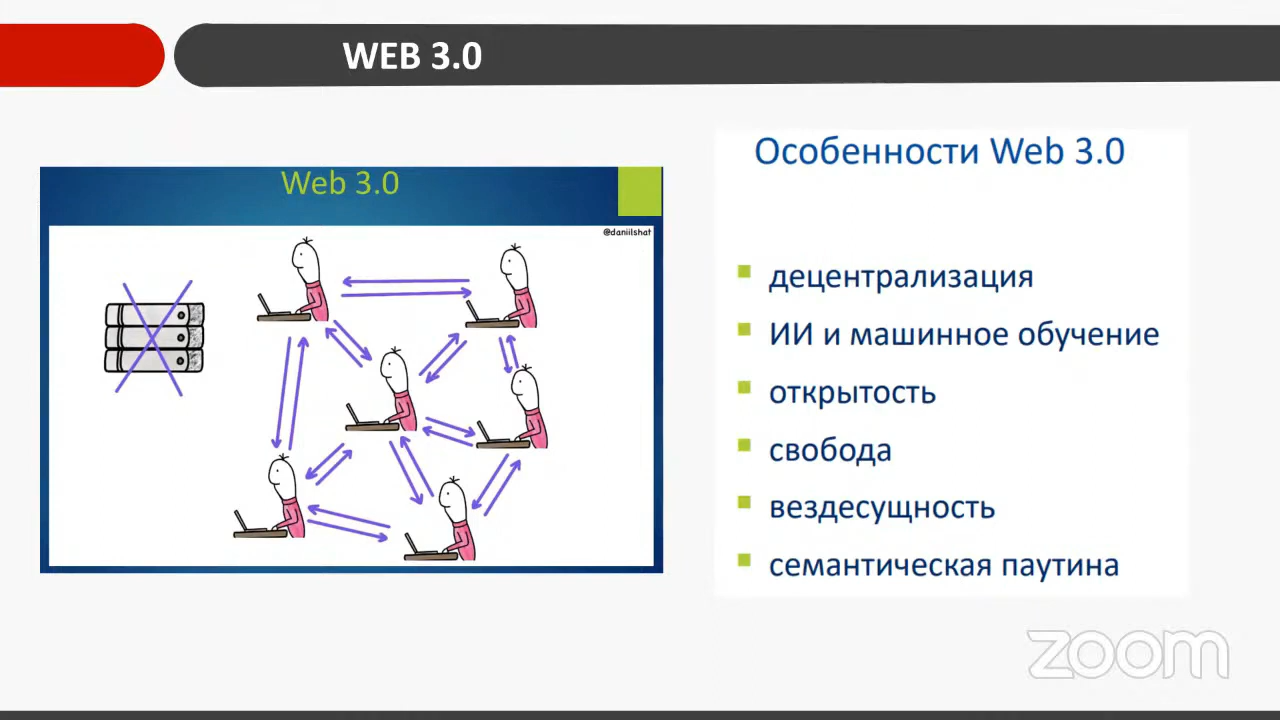 WEB 3.0
Web 3.0
@daniilshat
Особенности Web 3.0
децентрализация
ИИ и машинное обучение
открытость
свобода
вездесущность
семантическая паутина
zoom